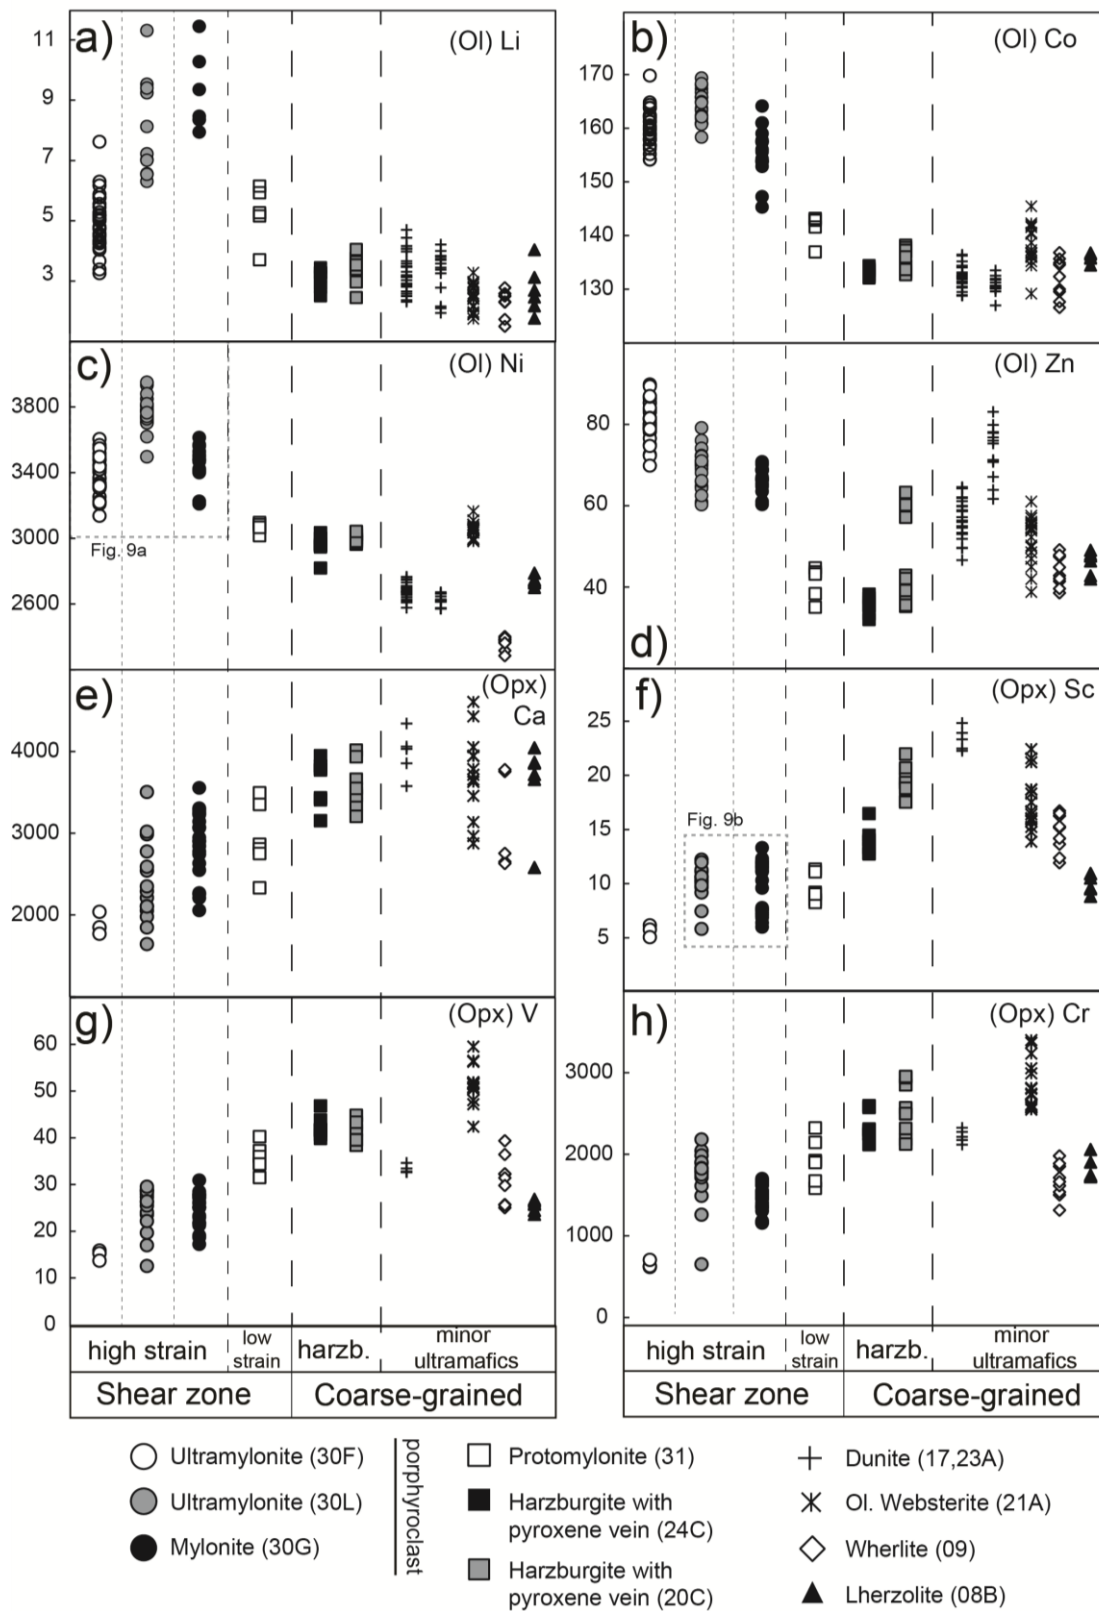 a)
(Ol) Li
11
9
7
5
3
b)
(Ol) Co
170
160
150
140
130
c)
(Ol) Ni
3800
3400
3000
2600
Fig. 9a
(Ol) Zn
80
60
40
d)
e)
(Opx)
Ca
4000
3000
2000
f)
(Opx) Sc
25
20
15
10
5
Fig. 9b
g)
(Opx) V
60
50
40
30
20
10
0
h)
(Opx) Cr
3000
2000
1000
0
high strain
low
strain
harzb.
minor
ultramafics
Shear zone
Coarse-grained
high strain
low
strain
harzb.
minor
ultramafics
Shear zone
Coarse-grained
Ultramylonite (30F)
Ultramylonite (30L)
Mylonite (30G)
porphyroclast
Protomylonite (31)
Harzburgite with
pyroxene vein (24C)
Harzburgite with
pyroxene vein (20C)
Dunite (17,23A)
Ol. Websterite (21A)
Wherlite (09)
Lherzolite (08B)